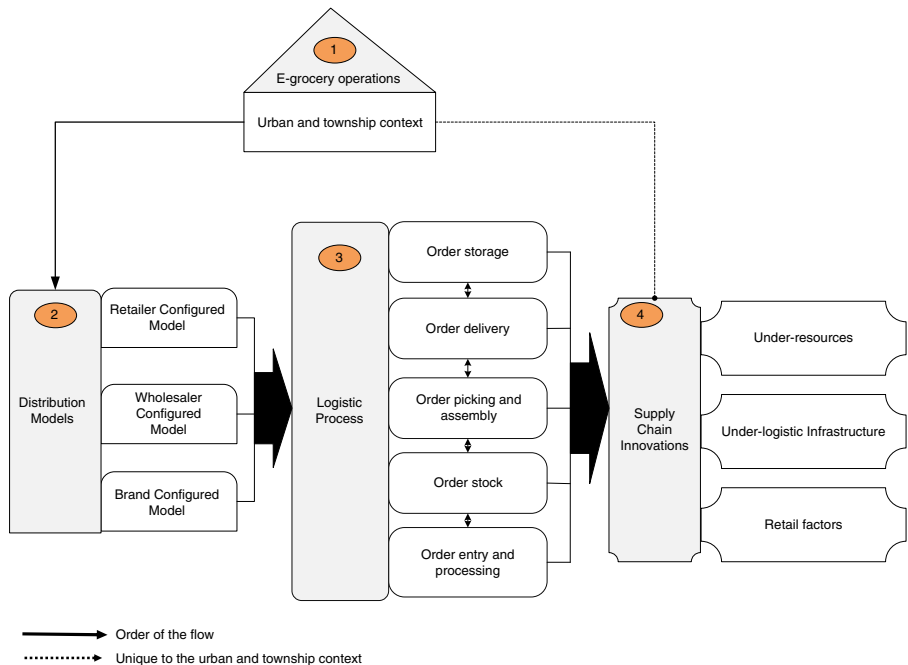 1
E-grocery operations
Urban and township context
2
Distribution
Models
Retailer Configured
Model
Wholesaler
Configured
Model
Brand Configured
Model
3
Logistic
Process
Order storage
Order delivery
Order picking and
assembly
Order stock
Order entry and
processing
4
Supply
Chain
Innovations
Under-resources
Under-logistic Infrastructure
Retail factors
Order of the flow
Unique to the urban and township context